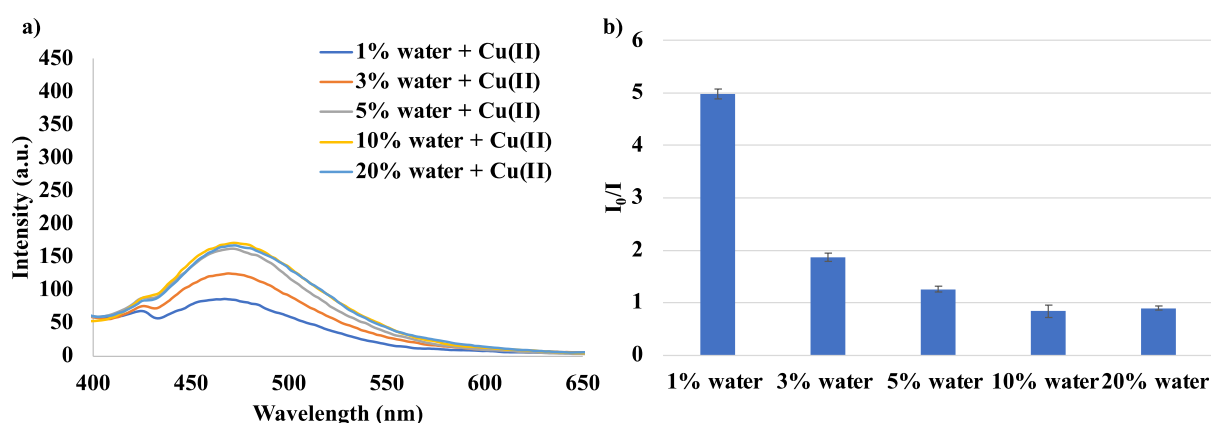 a)
450
400
350
300
250
200
150
100
50
0
Intensity (a.u.)
1% water + Cu(II)
3% water + Cu(II)
5% water + Cu(II)
10% water + Cu(II)
20% water + Cu(II)
400 450 500 550 600 650
Wavelength (nm)
b)
6
5
4
3
2
1
0
I₀/I
1% water 3% water 5% water 10% water 20% water